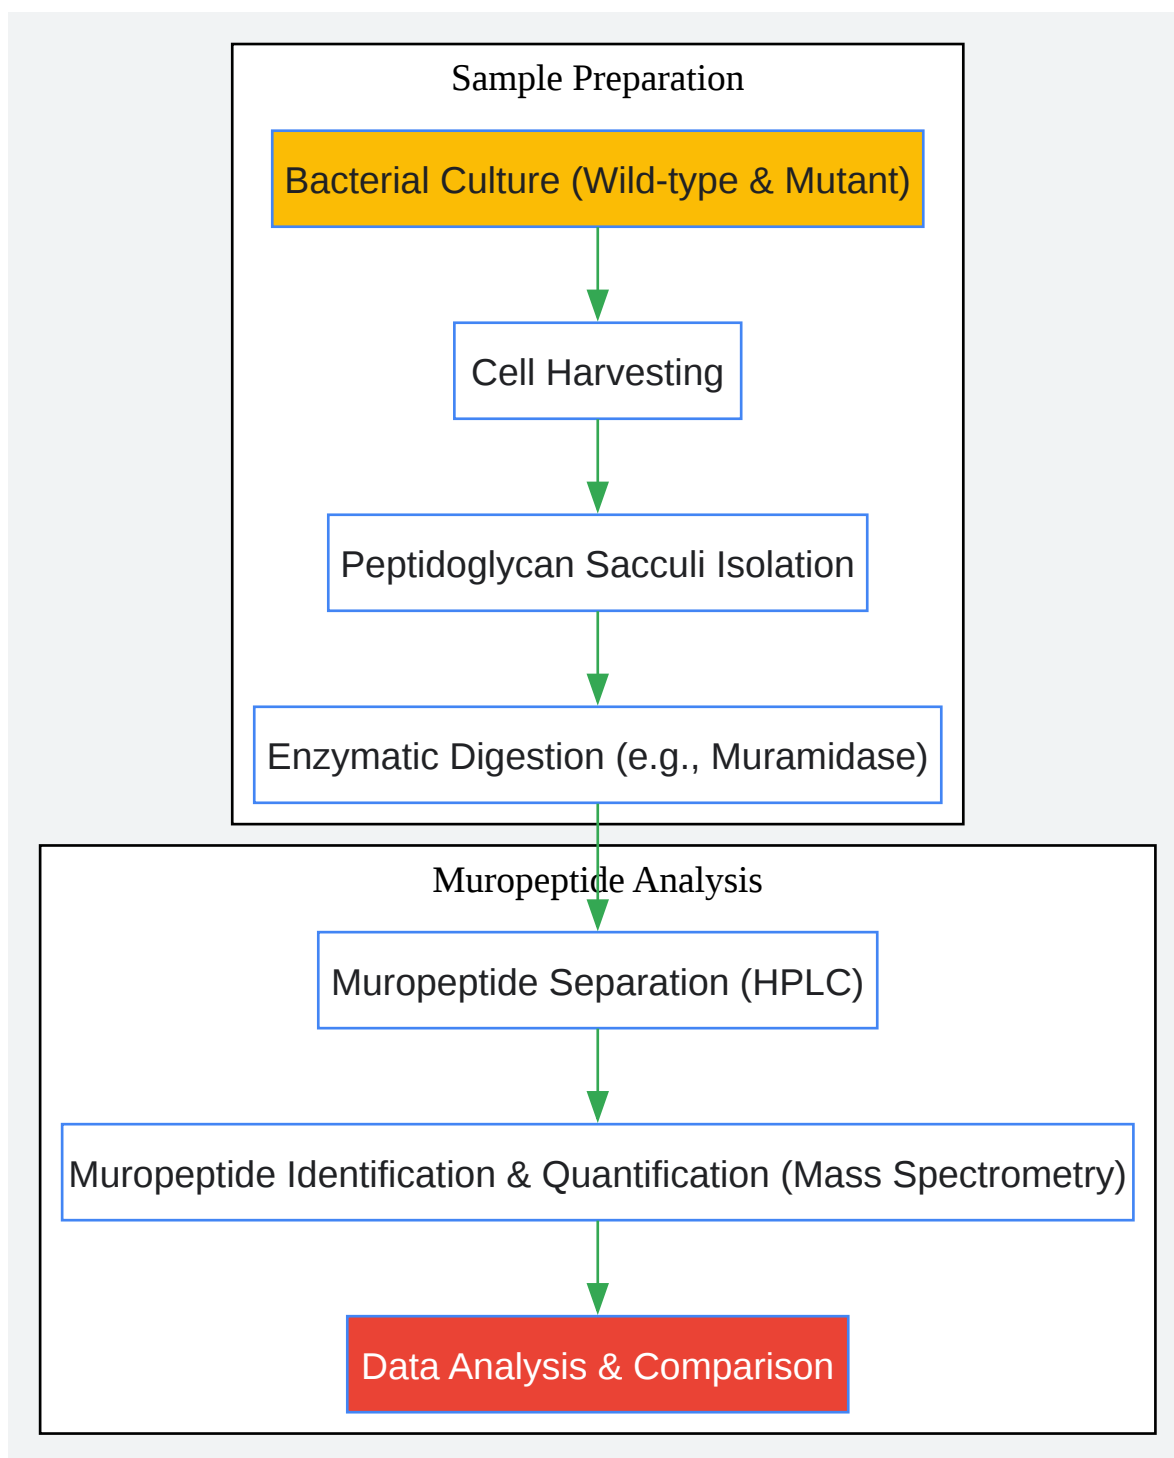 Sample Preparation
Bacterial Culture (Wild-type & Mutant)
Cell Harvesting
Peptidoglycan Sacculi Isolation
Enzymatic Digestion (e.g., Muramidase)
Muropeptide Analysis
Muropeptide Separation (HPLC)
Muropeptide Identification & Quantification (Mass Spectrometry)
Data Analysis & Comparison